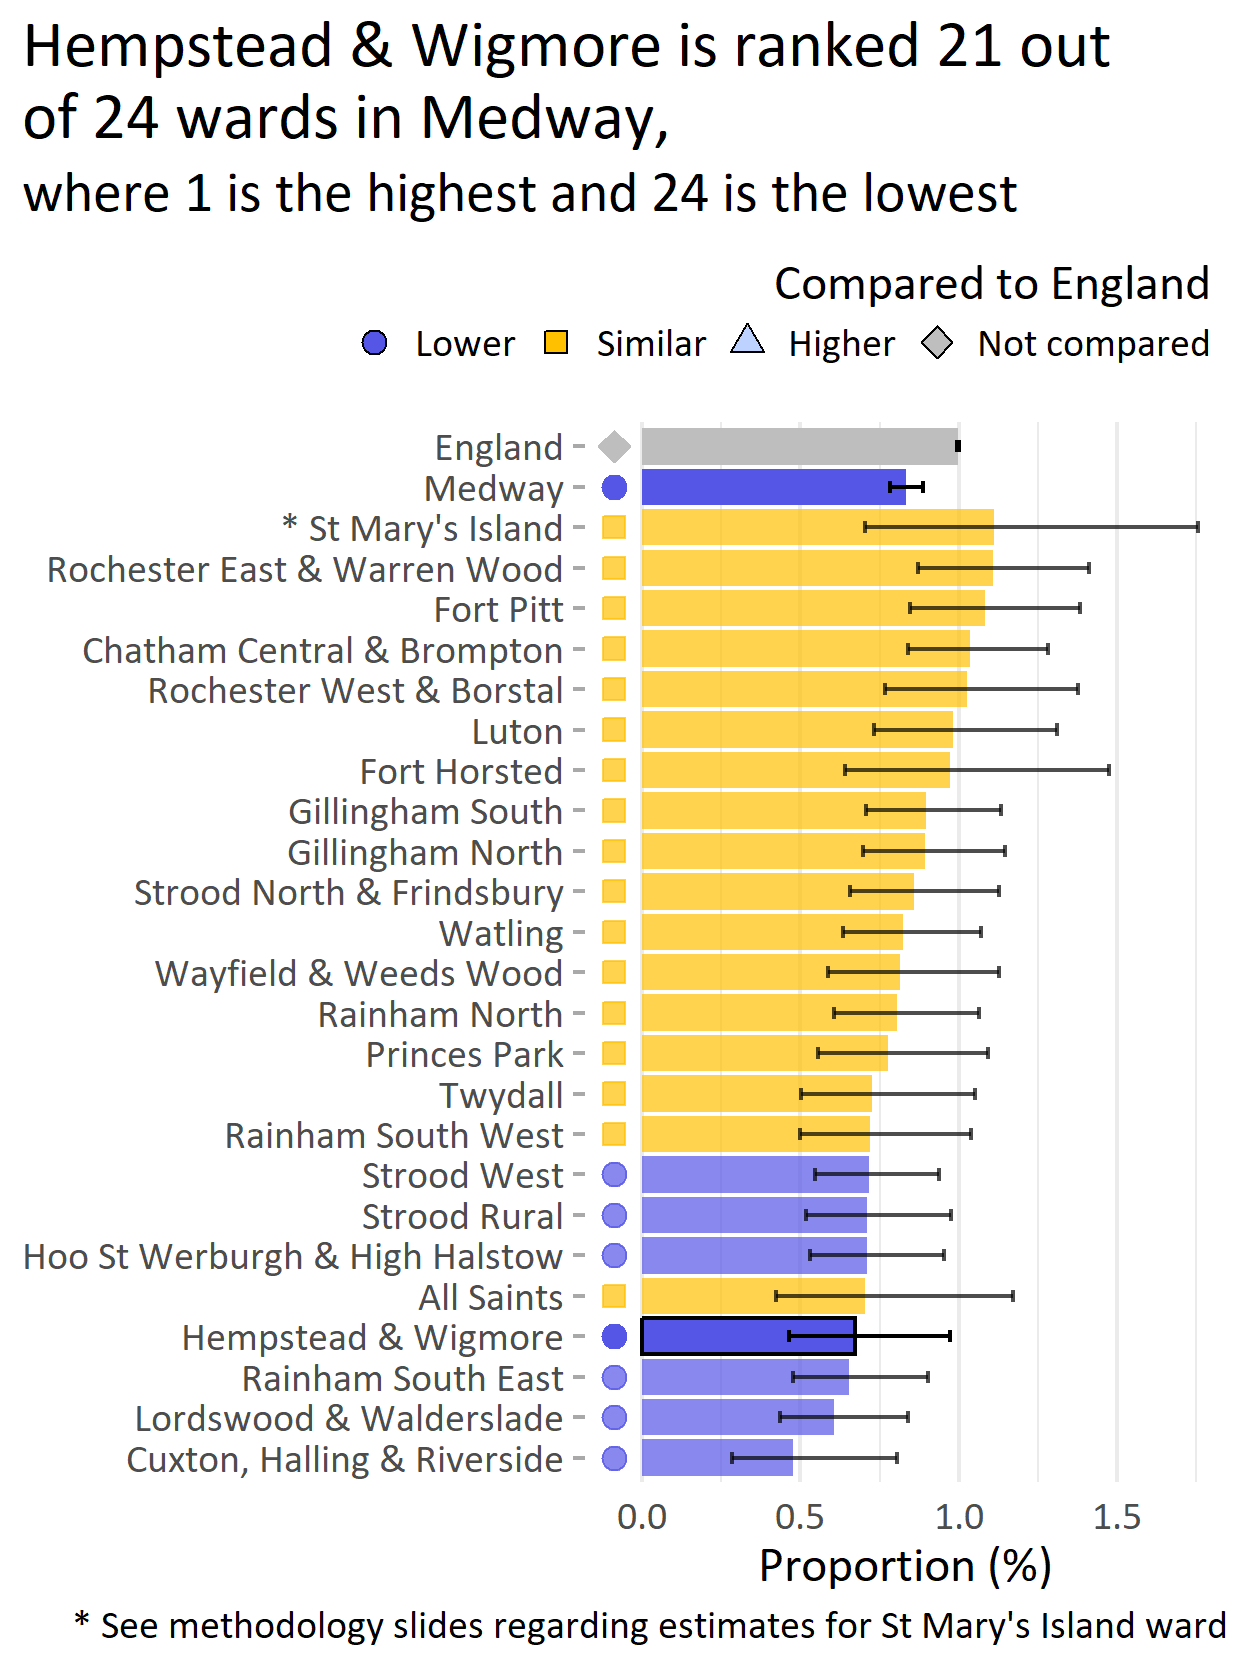 Hempstead & Wigmore is ranked 21 out
of 24 wards in Medway,
where 1 is the highest and 24 is the lowest
Compared to England
Lower Similar Higher Not compared
England
Medway
* St Mary's Island
Rochester East & Warren Wood
Fort Pitt
Chatham Central & Brompton
Rochester West & Borstal
Luton
Fort Horsted
Gillingham South
Gillingham North
Strood North & Frindsbury
Watling
Wayfield & Weeds Wood
Rainham North
Princes Park
Twydall
Rainham South West
Strood West
Strood Rural
Hoo St Werburgh & High Halstow
All Saints
Hempstead & Wigmore
Rainham South East
Lordswood & Walderslade
Cuxton, Halling & Riverside
0.0 0.5 1.0 1.5
Proportion (%)
* See methodology slides regarding estimates for St Mary's Island ward